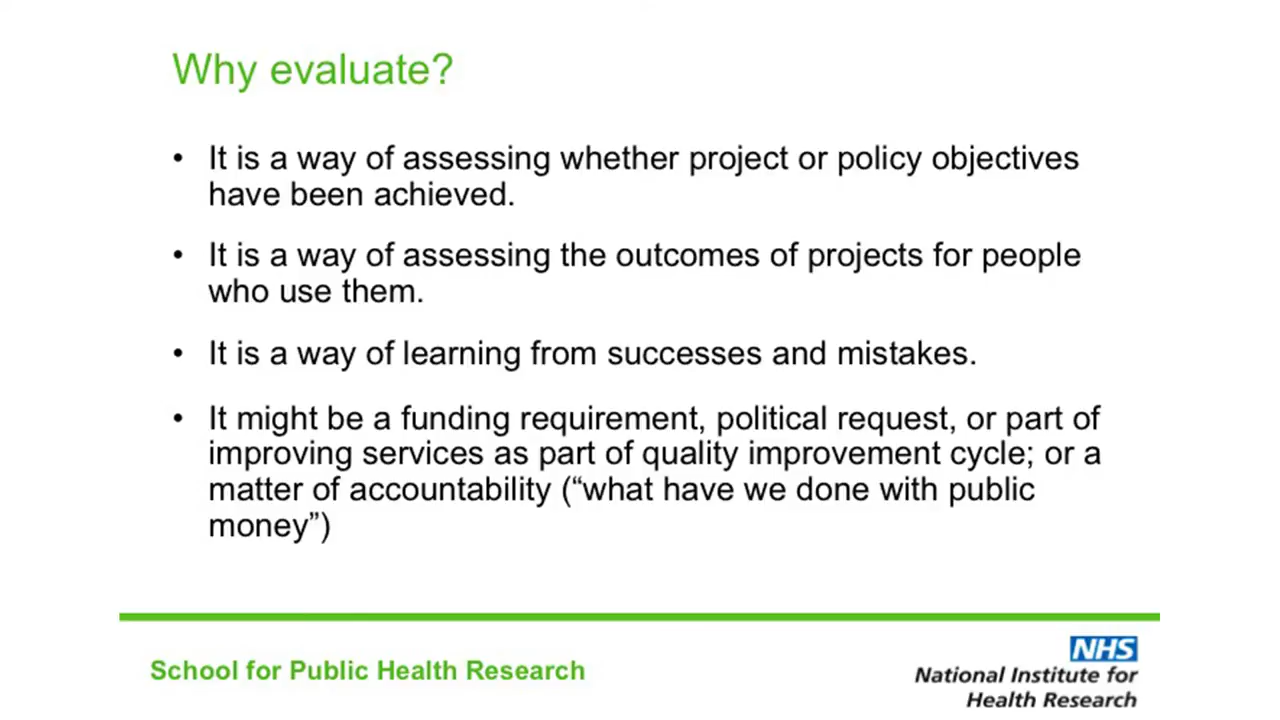 Why evaluate?
• It is a way of assessing whether project or policy objectives
have been achieved.
• It is a way of assessing the outcomes of projects for people
who use them.
• It is a way of learning from successes and mistakes.
• It might be a funding requirement, political request, or part of
improving services as part of quality improvement cycle; or a
matter of accountability (“what have we done with public
money”)
School for Public Health Research
NHS
National Institute for
Health Research